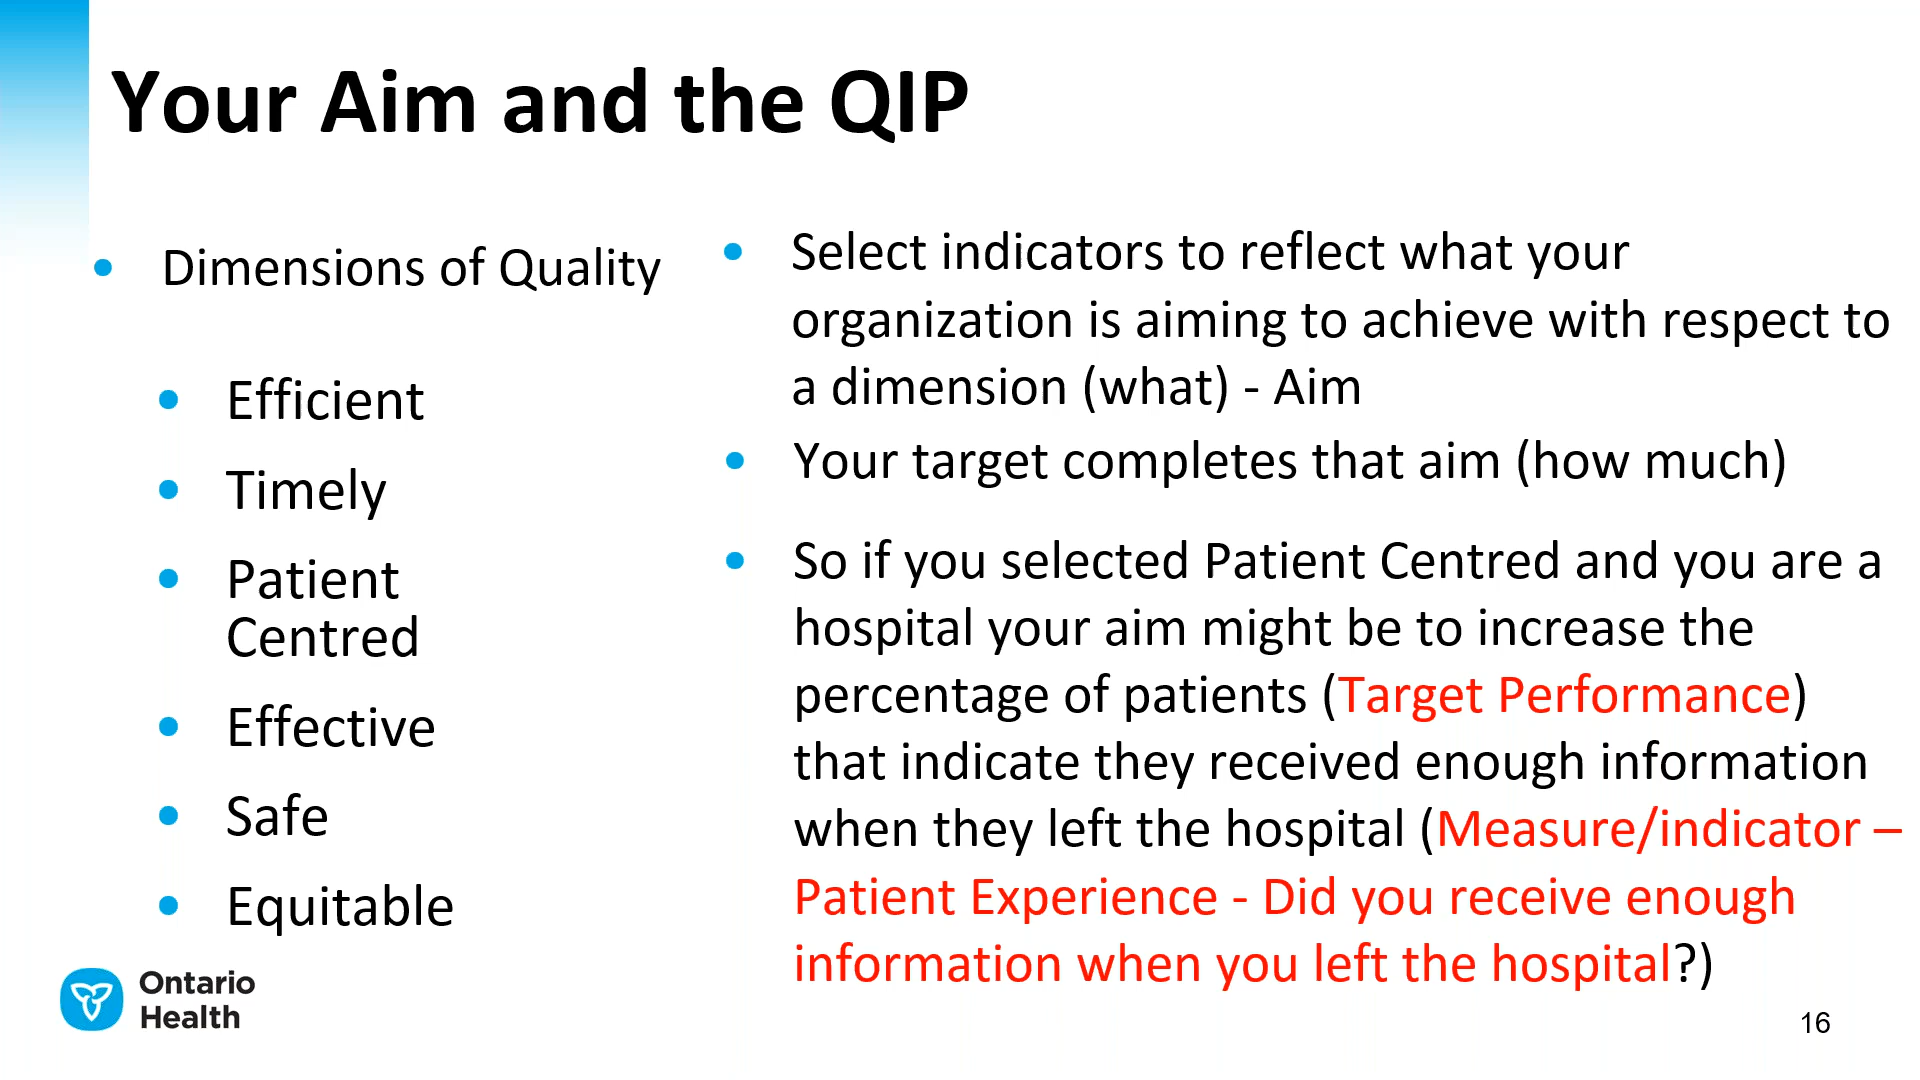 Your Aim and the QIP
• Dimensions of Quality
• Efficient
• Timely
• Patient
Centred
• Effective
• Safe
• Equitable
• Select indicators to reflect what your
organization is aiming to achieve with respect to
a dimension (what) - Aim
• Your target completes that aim (how much)
• So if you selected Patient Centred and you are a
hospital your aim might be to increase the
percentage of patients (Target Performance)
that indicate they received enough information
when they left the hospital (Measure/indicator –
Patient Experience - Did you receive enough
information when you left the hospital?)
Ontario
Health
16